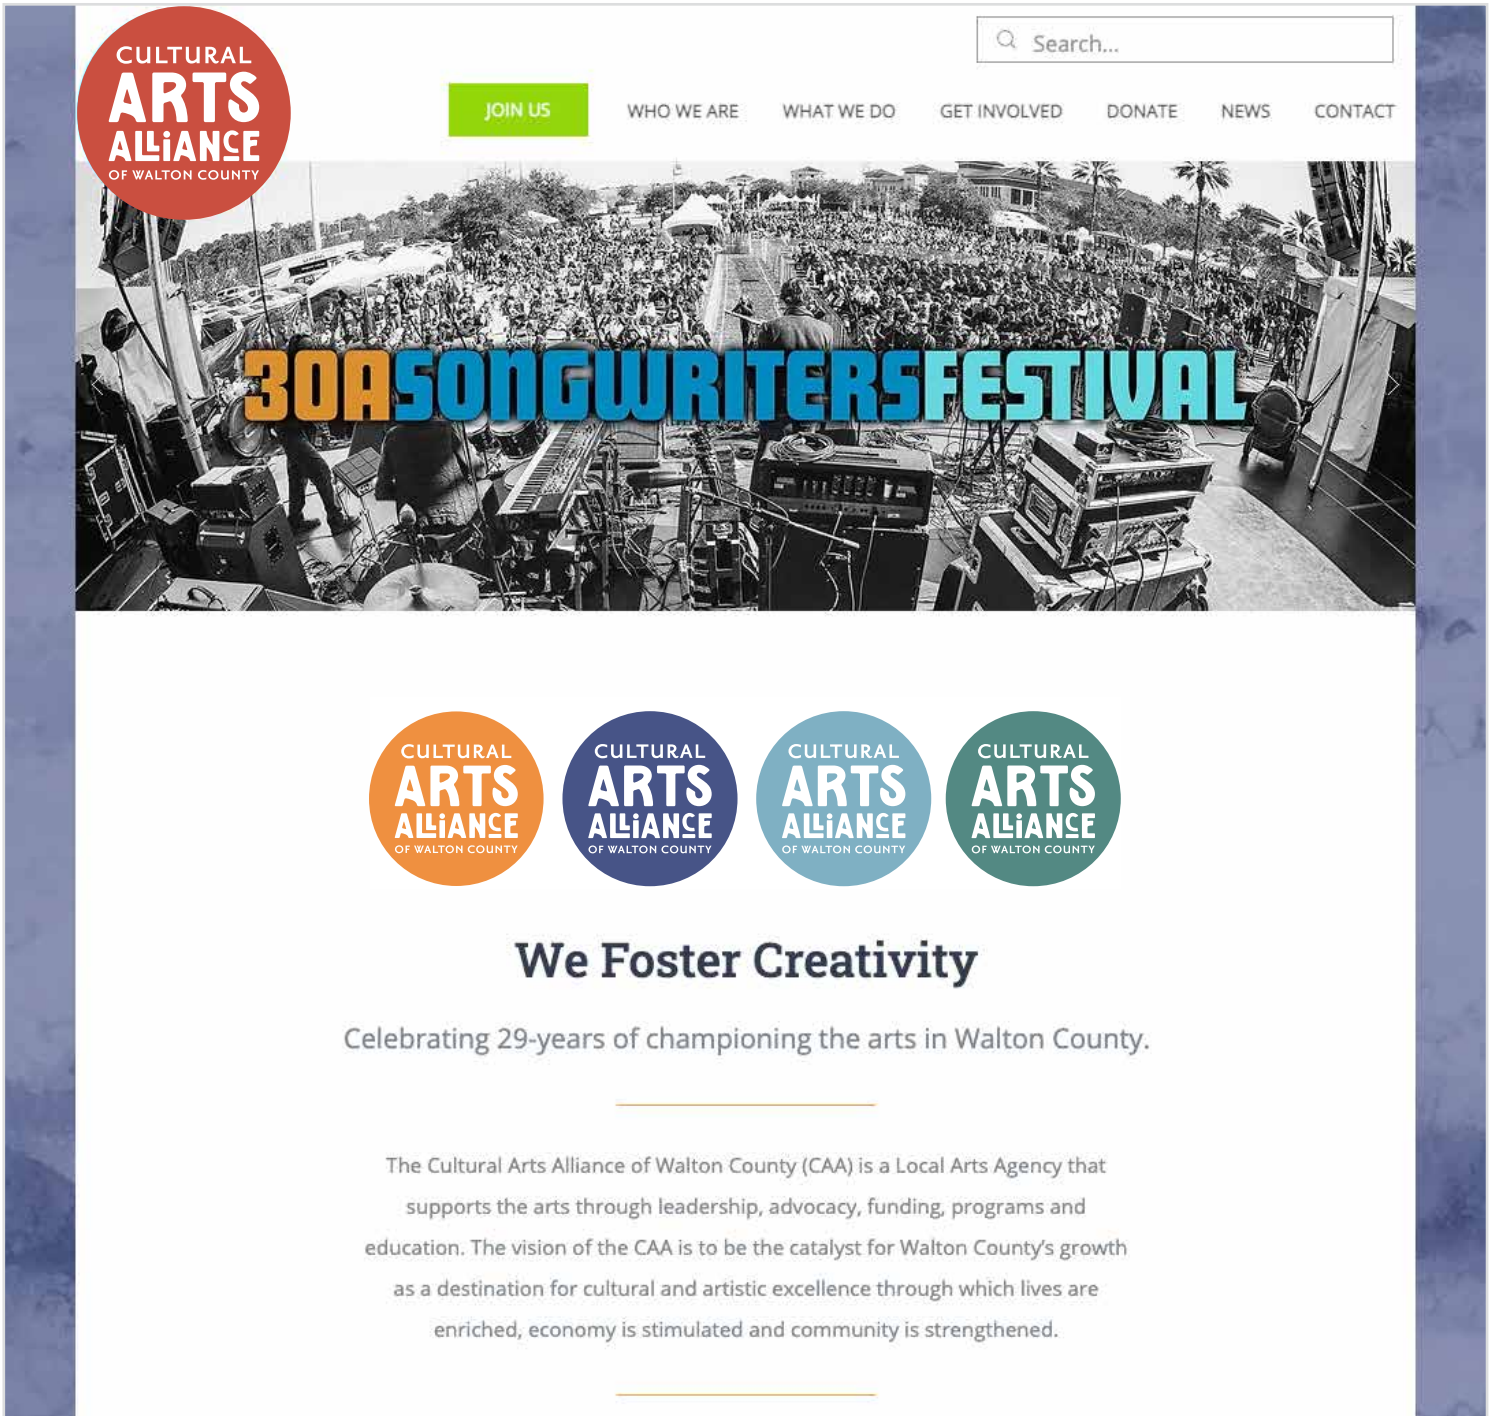 CULTURAL
ARTS
ALLiANCE
OF WALTON COUNTY
Search...
JOIN US
WHO WE ARE
WHAT WE DO
GET INVOLVED
DONATE
NEWS
CONTACT
30ASONGWRITERSFESTIVAL
CULTURAL
ARTS
ALLiANCE
OF WALTON COUNTY
CULTURAL
ARTS
ALLiANCE
OF WALTON COUNTY
CULTURAL
ARTS
ALLiANCE
OF WALTON COUNTY
CULTURAL
ARTS
ALLiANCE
OF WALTON COUNTY
We Foster Creativity
Celebrating 29-years of championing the arts in Walton County.
The Cultural Arts Alliance of Walton County (CAA) is a Local Arts Agency that
supports the arts through leadership, advocacy, funding, programs and
education. The vision of the CAA is to be the catalyst for Walton County's growth
as a destination for cultural and artistic excellence through which lives are
enriched, economy is stimulated and community is strengthened.